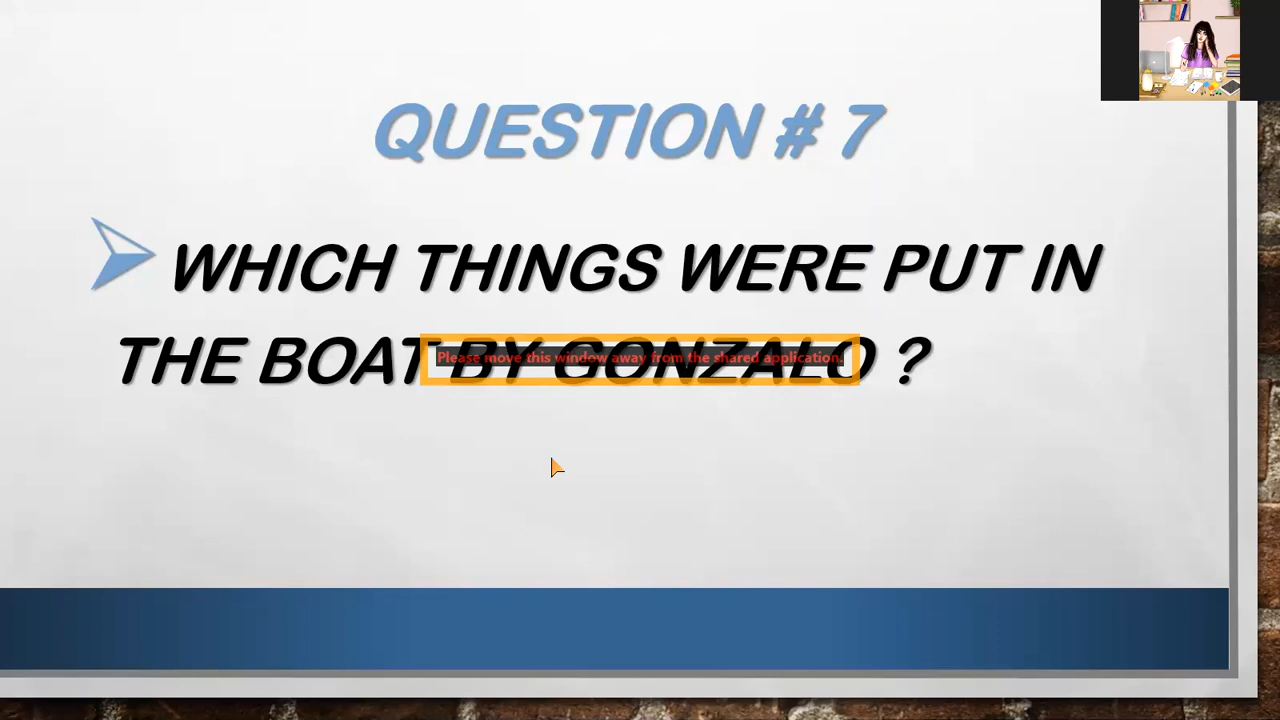 QUESTION # 7
WHICH THINGS WERE PUT IN
THE BOAT BY GONZALO ?
Please move this window away from the shared application.